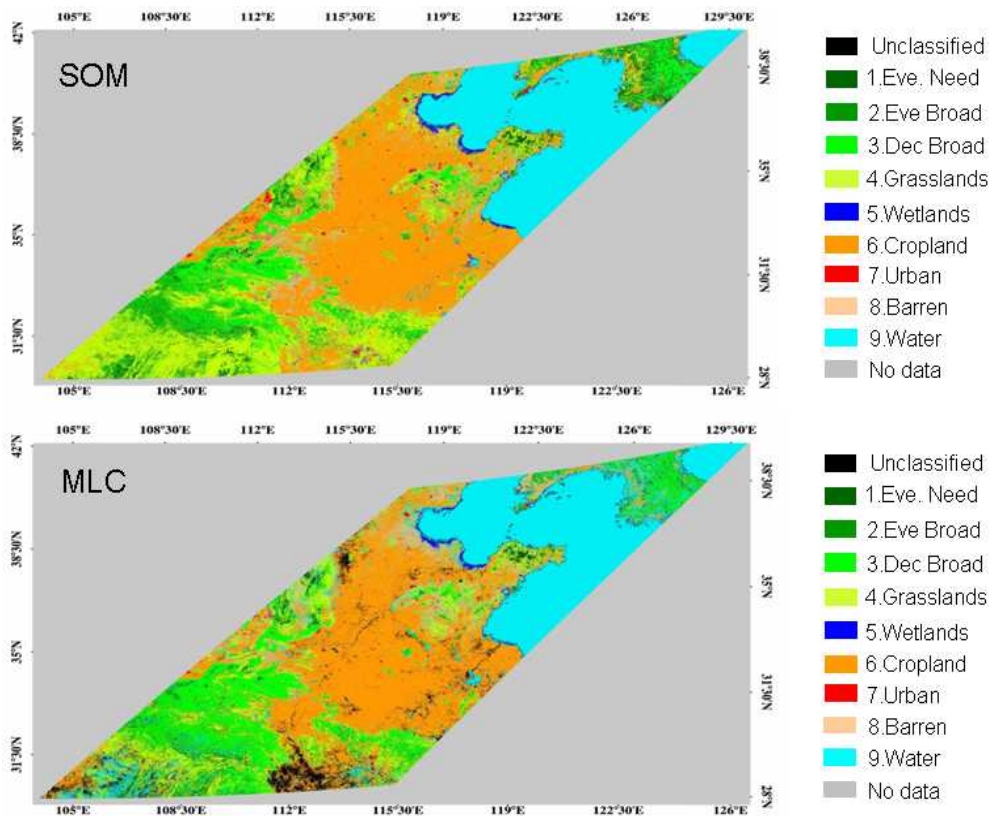 105°E 108°30'E 112°E 115°30'E 119°E 122°30'E 126°E 129°30'E
42°N
38°30'N
35°N
31°30'N
SOM
38°30'N
35°N
31°30'N
28°N
105°E 108°30'E 112°E 115°30'E 119°E 122°30'E 126°E
Unclassified
1.Eve. Need
2.Eve Broad
3.Dec Broad
4.Grasslands
5.Wetlands
6.Cropland
7.Urban
8.Barren
9.Water
No data
105°E 108°30'E 112°E 115°30'E 119°E 122°30'E 126°E 129°30'E
42°N
38°30'N
35°N
31°30'N
MLC
38°30'N
35°N
31°30'N
28°N
105°E 108°30'E 112°E 115°30'E 119°E 122°30'E 126°E
Unclassified
1.Eve. Need
2.Eve Broad
3.Dec Broad
4.Grasslands
5.Wetlands
6.Cropland
7.Urban
8.Barren
9.Water
No data